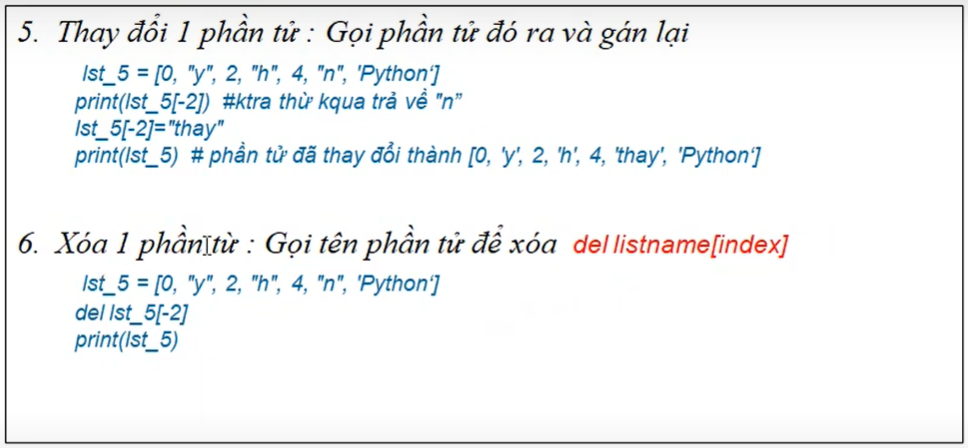 5. Thay đổi 1 phần tử : Gọi phần tử đó ra và gán lại
lst_5 = [0, "y", 2, "h", 4, "n", 'Python‘]
print(lst_5[-2]) #ktra thừ kqua trả về "n”
lst_5[-2]="thay"
print(lst_5) # phần tử đã thay đổi thành [0, 'y', 2, 'h', 4, 'thay', 'Python‘]
6. Xóa 1 phần từ : Gọi tên phần tử để xóa del listname[index]
lst_5 = [0, "y", 2, "h", 4, "n", 'Python‘]
del lst_5[-2]
print(lst_5)